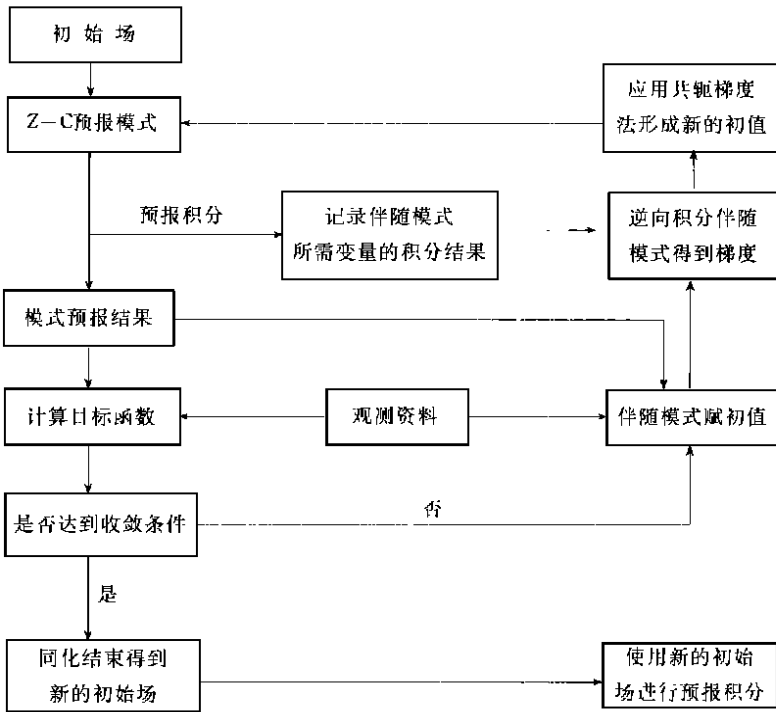 初 始 场
Z—C预报模式
应用共轭梯度
法形成新的初值
预报积分
记录伴随模式
所需变量的积分结果
逆向积分伴随
模式得到梯度
模式预报结果
计算目标函数
观测资料
伴随模式赋初值
是否达到收敛条件
否
是
同化结束得到
新的初始场
使用新的初始
场进行预报积分